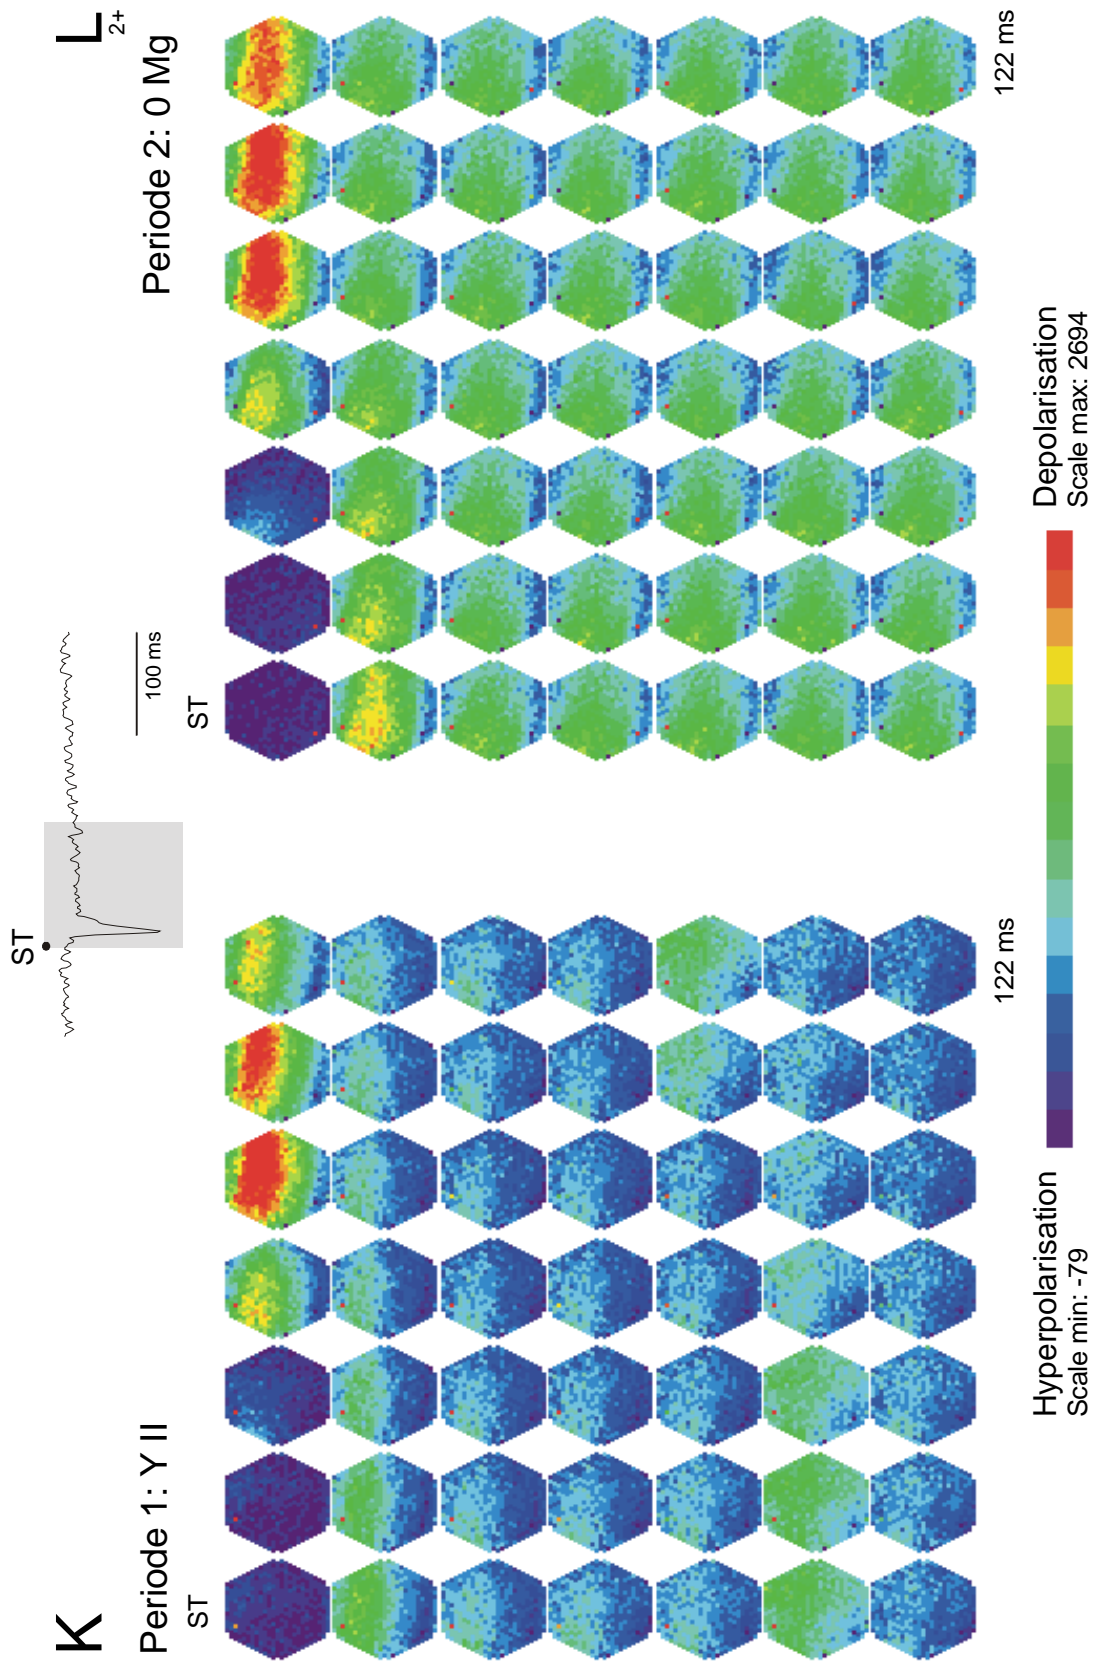 K
L
Periode 1: Y II
Periode 2: 0 Mg2+
ST
100 ms
ST
ST
122 ms
122 ms
Hyperpolarisation
Scale min: -79
Depolarisation
Scale max: 2694